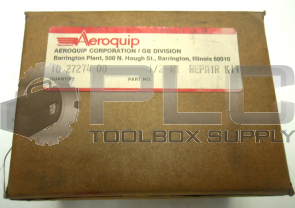 Aeroquip
AEROQUIP CORPORATION / GB DIVISION
Barrington Plant, 500 N. Hough St., Barrington, Illinois 60010
27274 REPAIR KIT
QUANTITY PART NO.
PLC
TOOLBOX SUPPLY